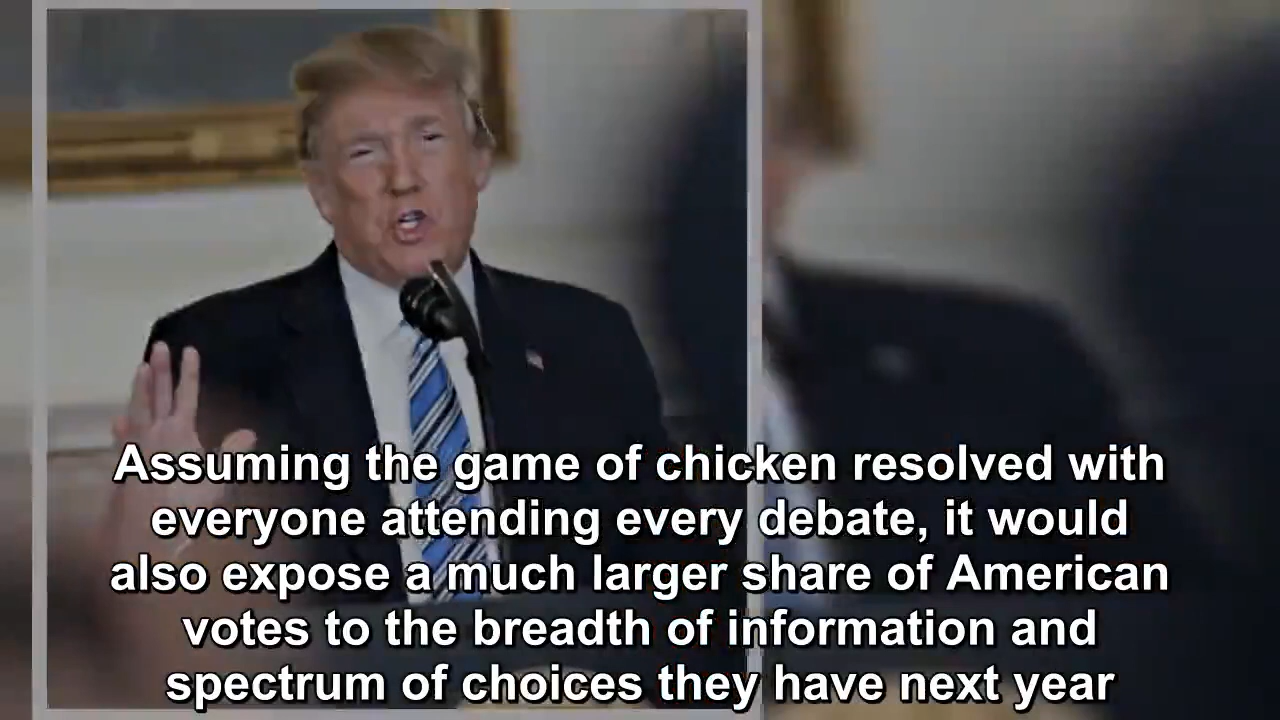 Assuming the game of chicken resolved with
everyone attending every debate, it would
also expose a much larger share of American
votes to the breadth of information and
spectrum of choices they have next year